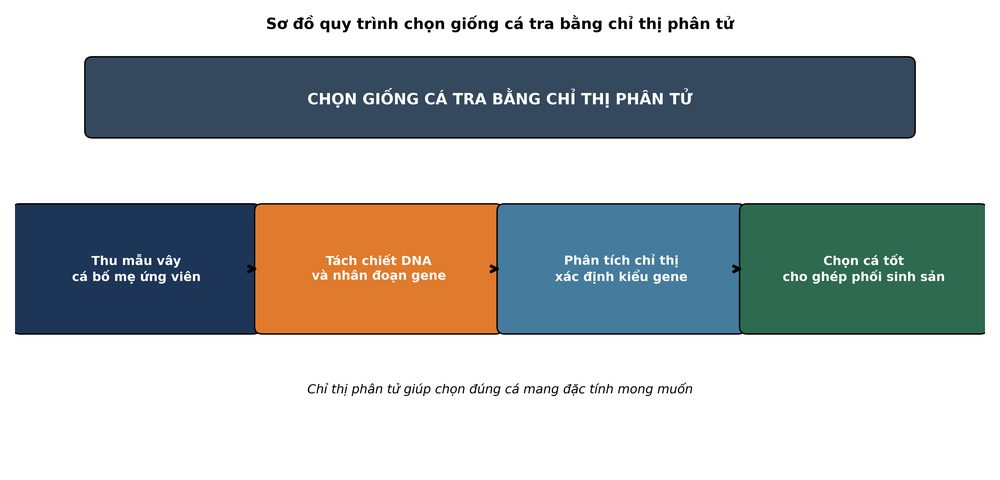 Sơ đồ quy trình chọn giống cá tra bằng chỉ thị phân tử
CHỌN GIỐNG CÁ TRA BẰNG CHỈ THỊ PHÂN TỬ
Thu mẫu vây
cá bố mẹ ứng viên
Tách chiết DNA
và nhân đoạn gene
Phân tích chỉ thị
xác định kiểu gene
Chọn cá tốt
cho ghép phối sinh sản
Chỉ thị phân tử giúp chọn đúng cá mang đặc tính mong muốn